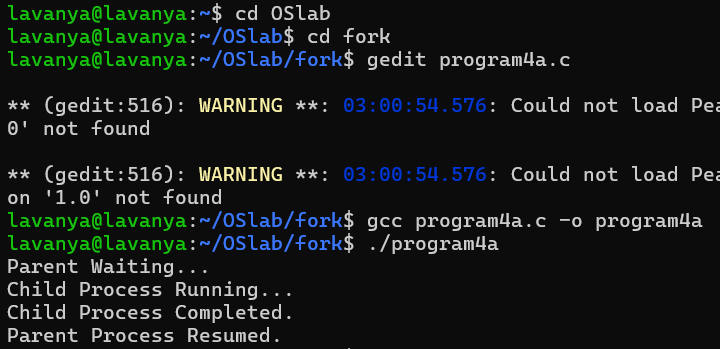 lavanya@lavanya:~$ cd OSlab
lavanya@lavanya:~/OSlab$ cd fork
lavanya@lavanya:~/OSlab/fork$ gedit program4a.c
** (gedit:516): WARNING **: 03:00:54.576: Could not load Pea
0' not found
** (gedit:516): WARNING **: 03:00:54.576: Could not load Pea
on '1.0' not found
lavanya@lavanya:~/OSlab/fork$ gcc program4a.c -o program4a
lavanya@lavanya:~/OSlab/fork$ ./program4a
Parent Waiting...
Child Process Running...
Child Process Completed.
Parent Process Resumed.